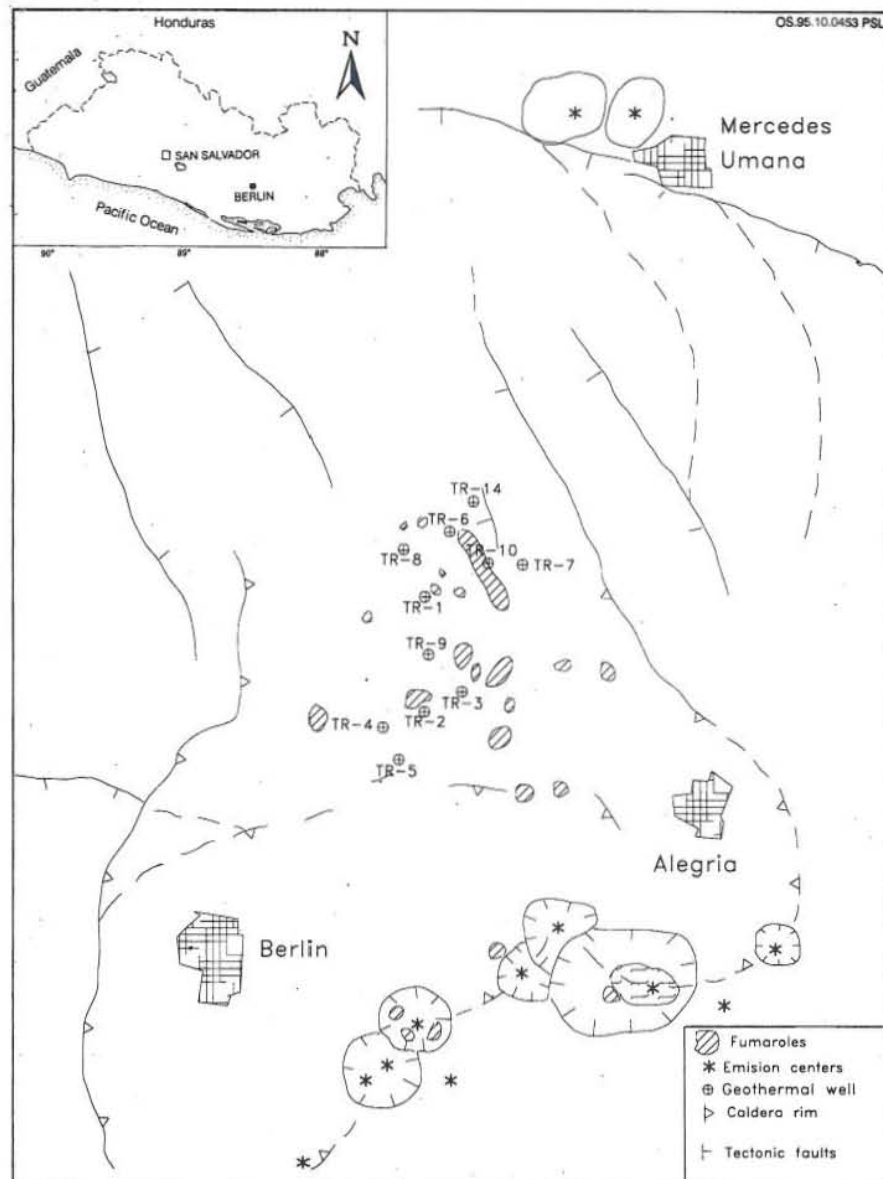 OS.95.10.0453 PSL
Honduras
Guatemala
N
SAN SALVADOR
BERLIN
Pacific Ocean
90°
89°
88°
Mercedes
Umana
TR-14
TR-6
TR-10
TR-8
TR-7
TR-1
TR-9
TR-3
TR-2
TR-4
TR-5
Alegria
Berlin
Fumaroles
Emision centers
Geothermal well
Caldera rim
Tectonic faults